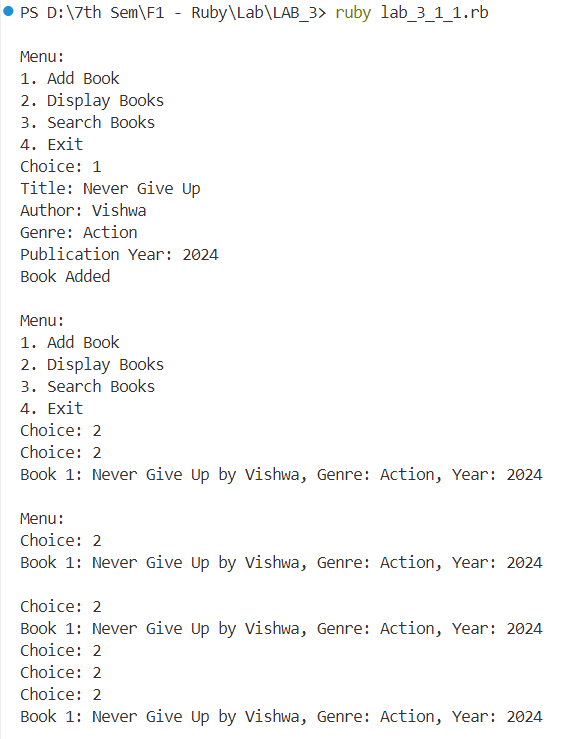 PS D:\7th Sem\F1 - Ruby\Lab\LAB_3> ruby lab_3_1_1.rb
Menu:
1. Add Book
2. Display Books
3. Search Books
4. Exit
Choice: 1
Title: Never Give Up
Author: Vishwa
Genre: Action
Publication Year: 2024
Book Added
Menu:
1. Add Book
2. Display Books
3. Search Books
4. Exit
Choice: 2
Choice: 2
Book 1: Never Give Up by Vishwa, Genre: Action, Year: 2024
Menu:
Choice: 2
Book 1: Never Give Up by Vishwa, Genre: Action, Year: 2024
Choice: 2
Book 1: Never Give Up by Vishwa, Genre: Action, Year: 2024
Choice: 2
Choice: 2
Choice: 2
Book 1: Never Give Up by Vishwa, Genre: Action, Year: 2024